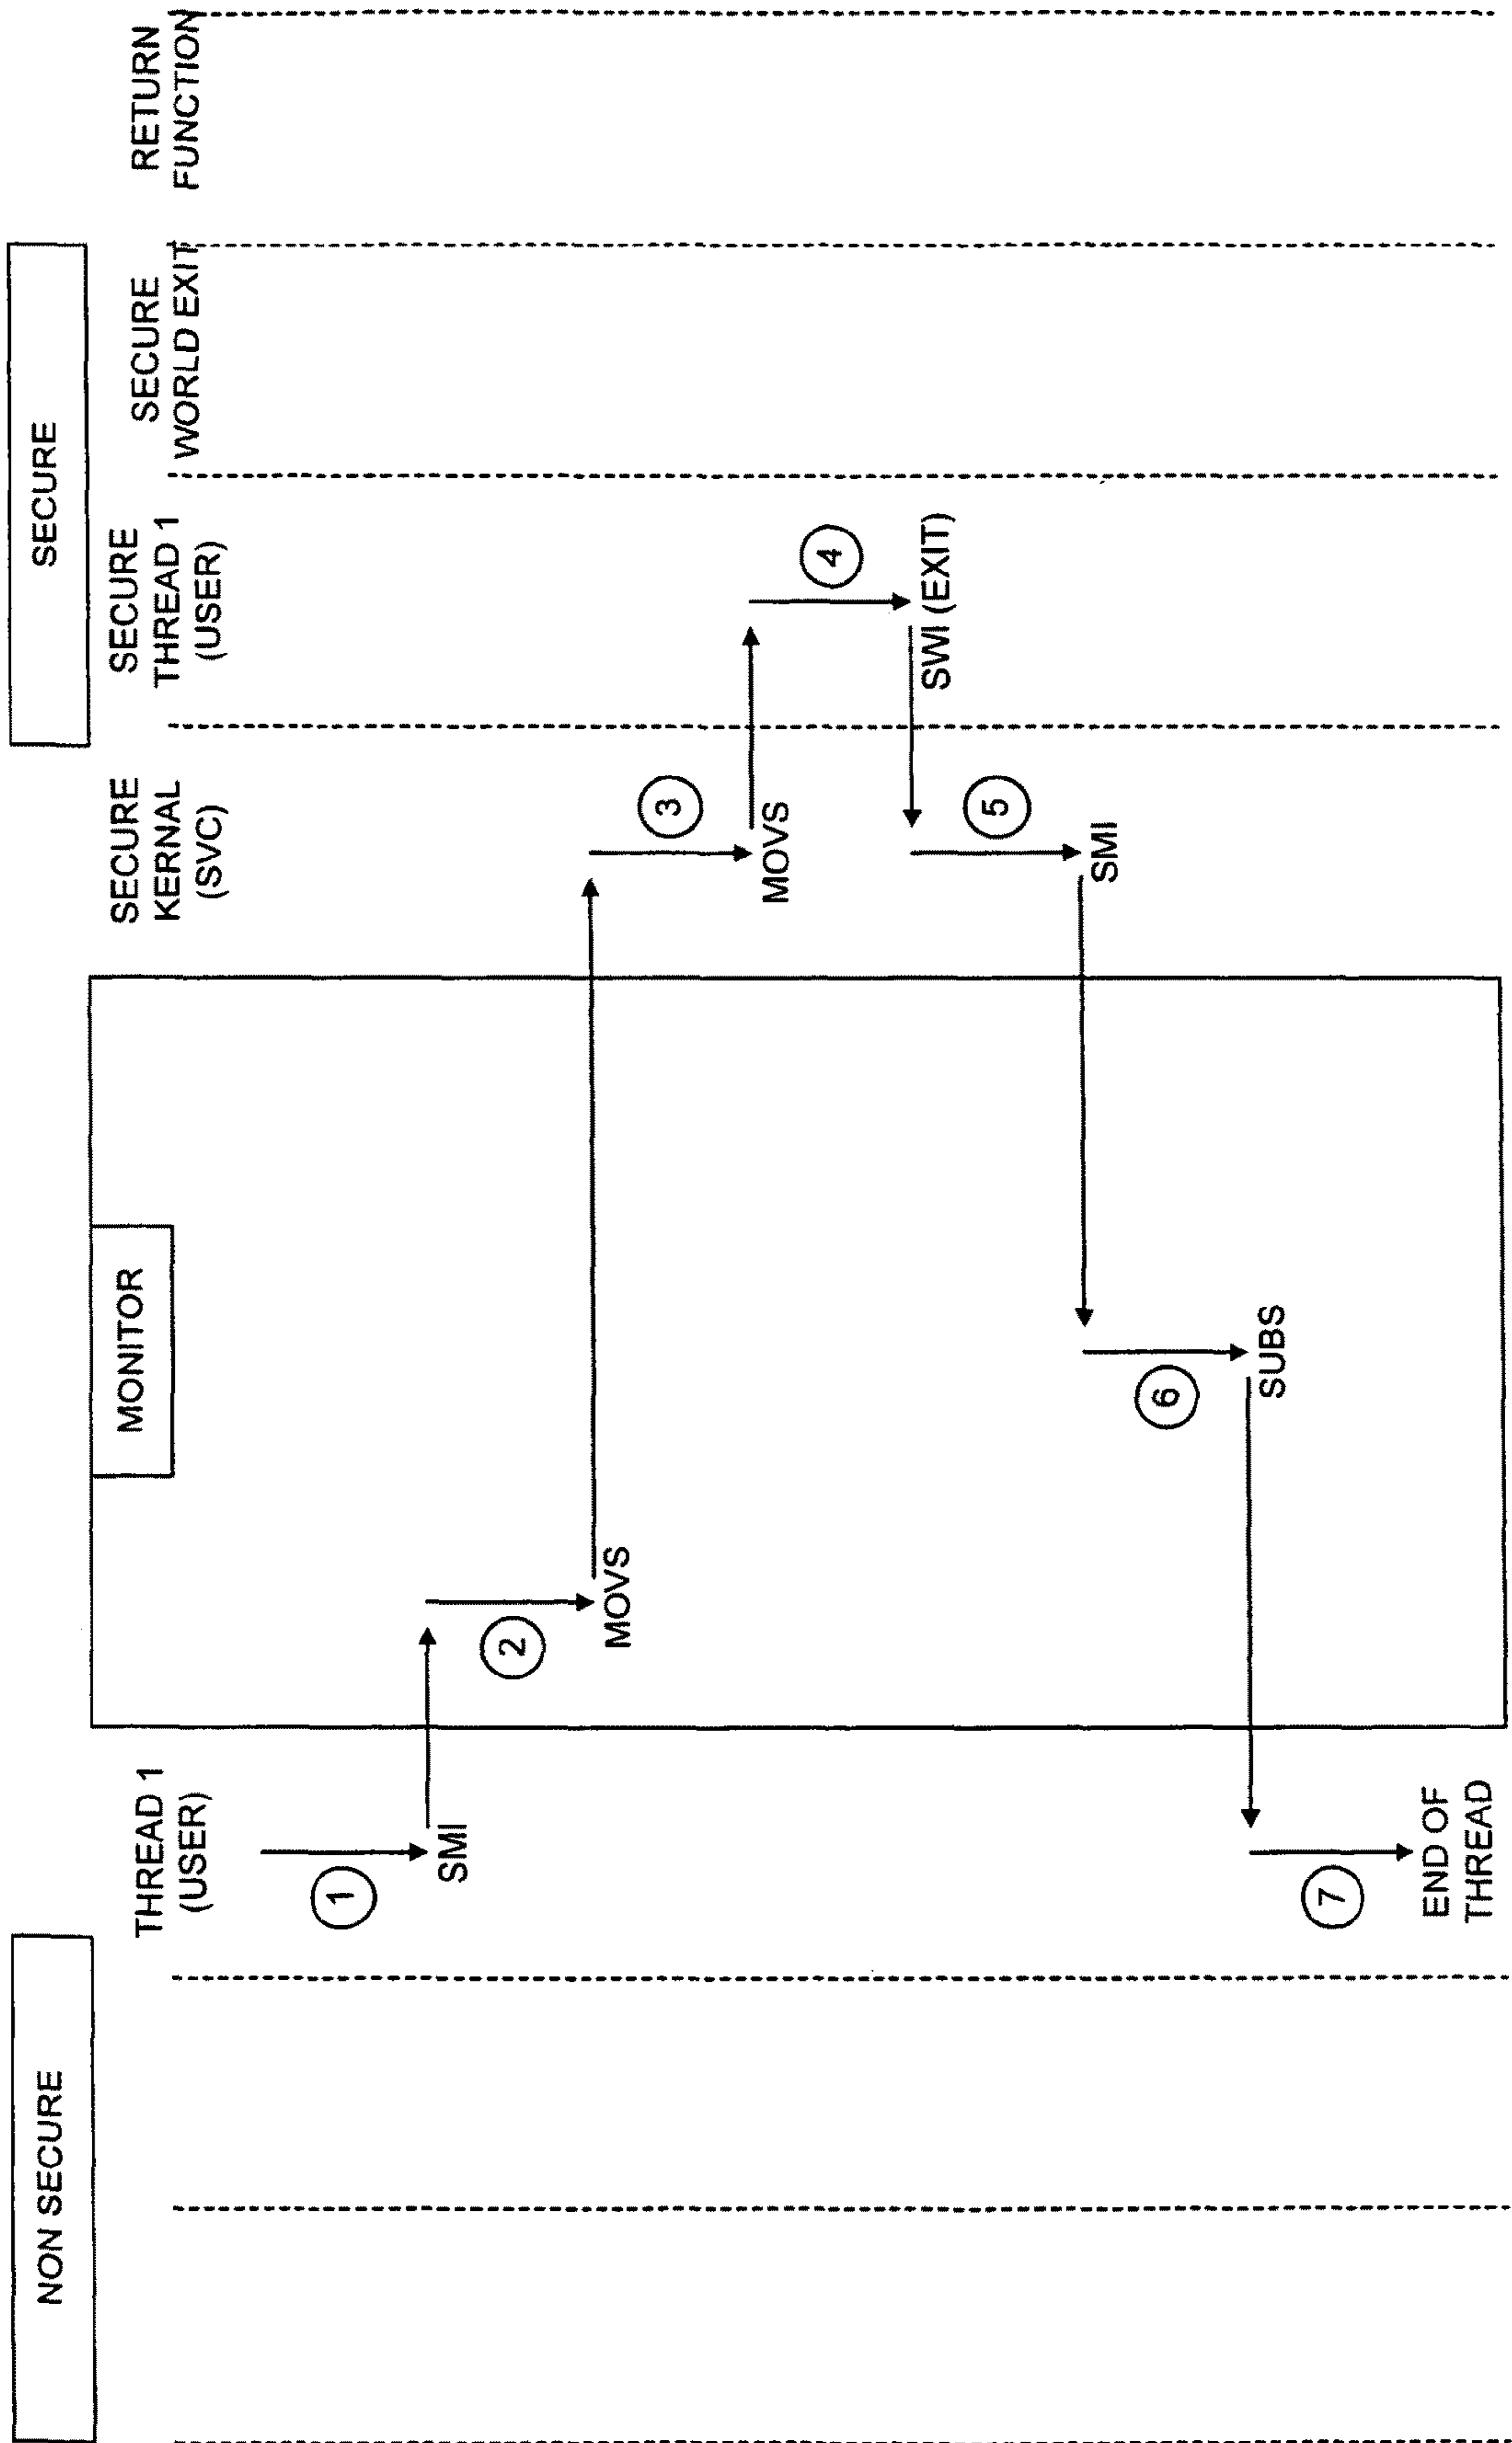 NON SECURE
MONITOR
SECURE
THREAD 1
(USER)
SECURE
KERNAL
(SVC)
SECURE
THREAD 1
(USER)
SECURE
WORLD EXIT
RETURN
FUNCTION
1
SMI
2
MOVS
3
MOVS
4
SWI (EXIT)
5
SMI
6
SUBS
7
END OF
THREAD